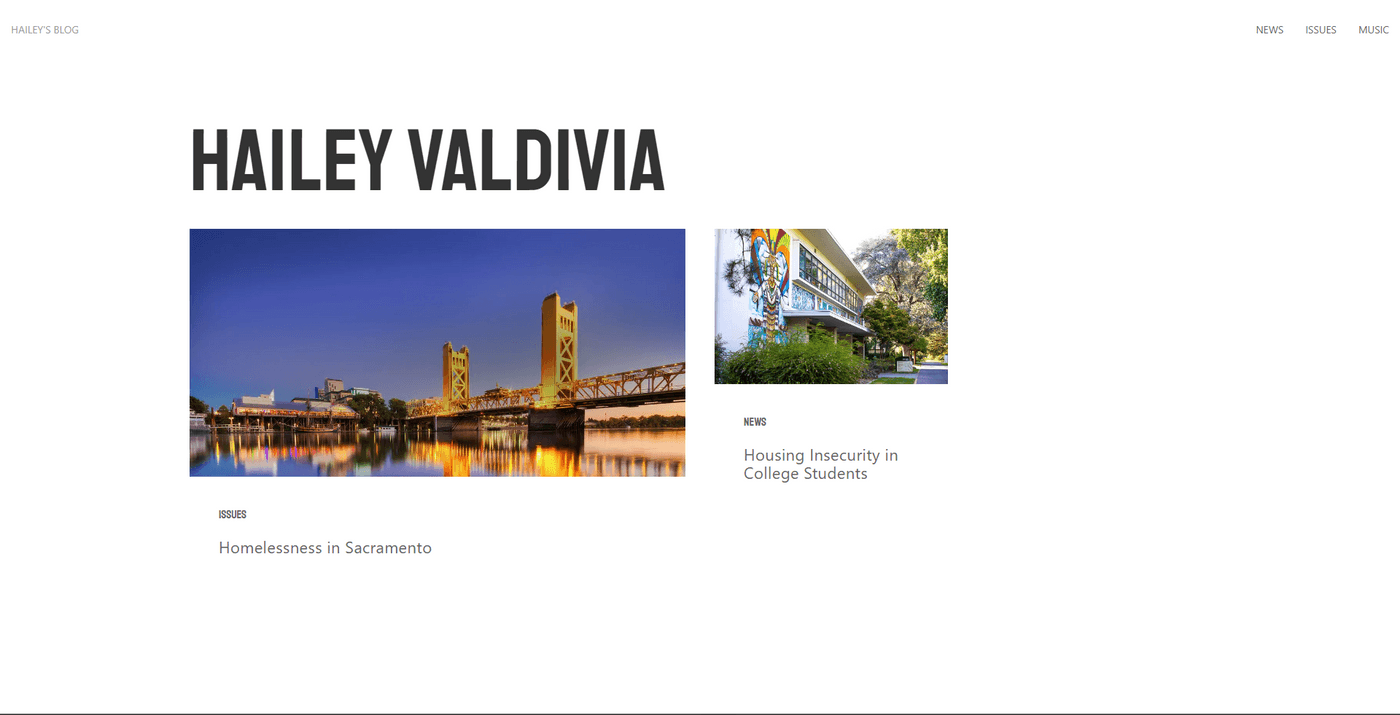 HAILEY'S BLOG
NEWS ISSUES MUSIC
HAILEY VALDIVIA
NEWS
Housing Insecurity in
College Students
ISSUES
Homelessness in Sacramento